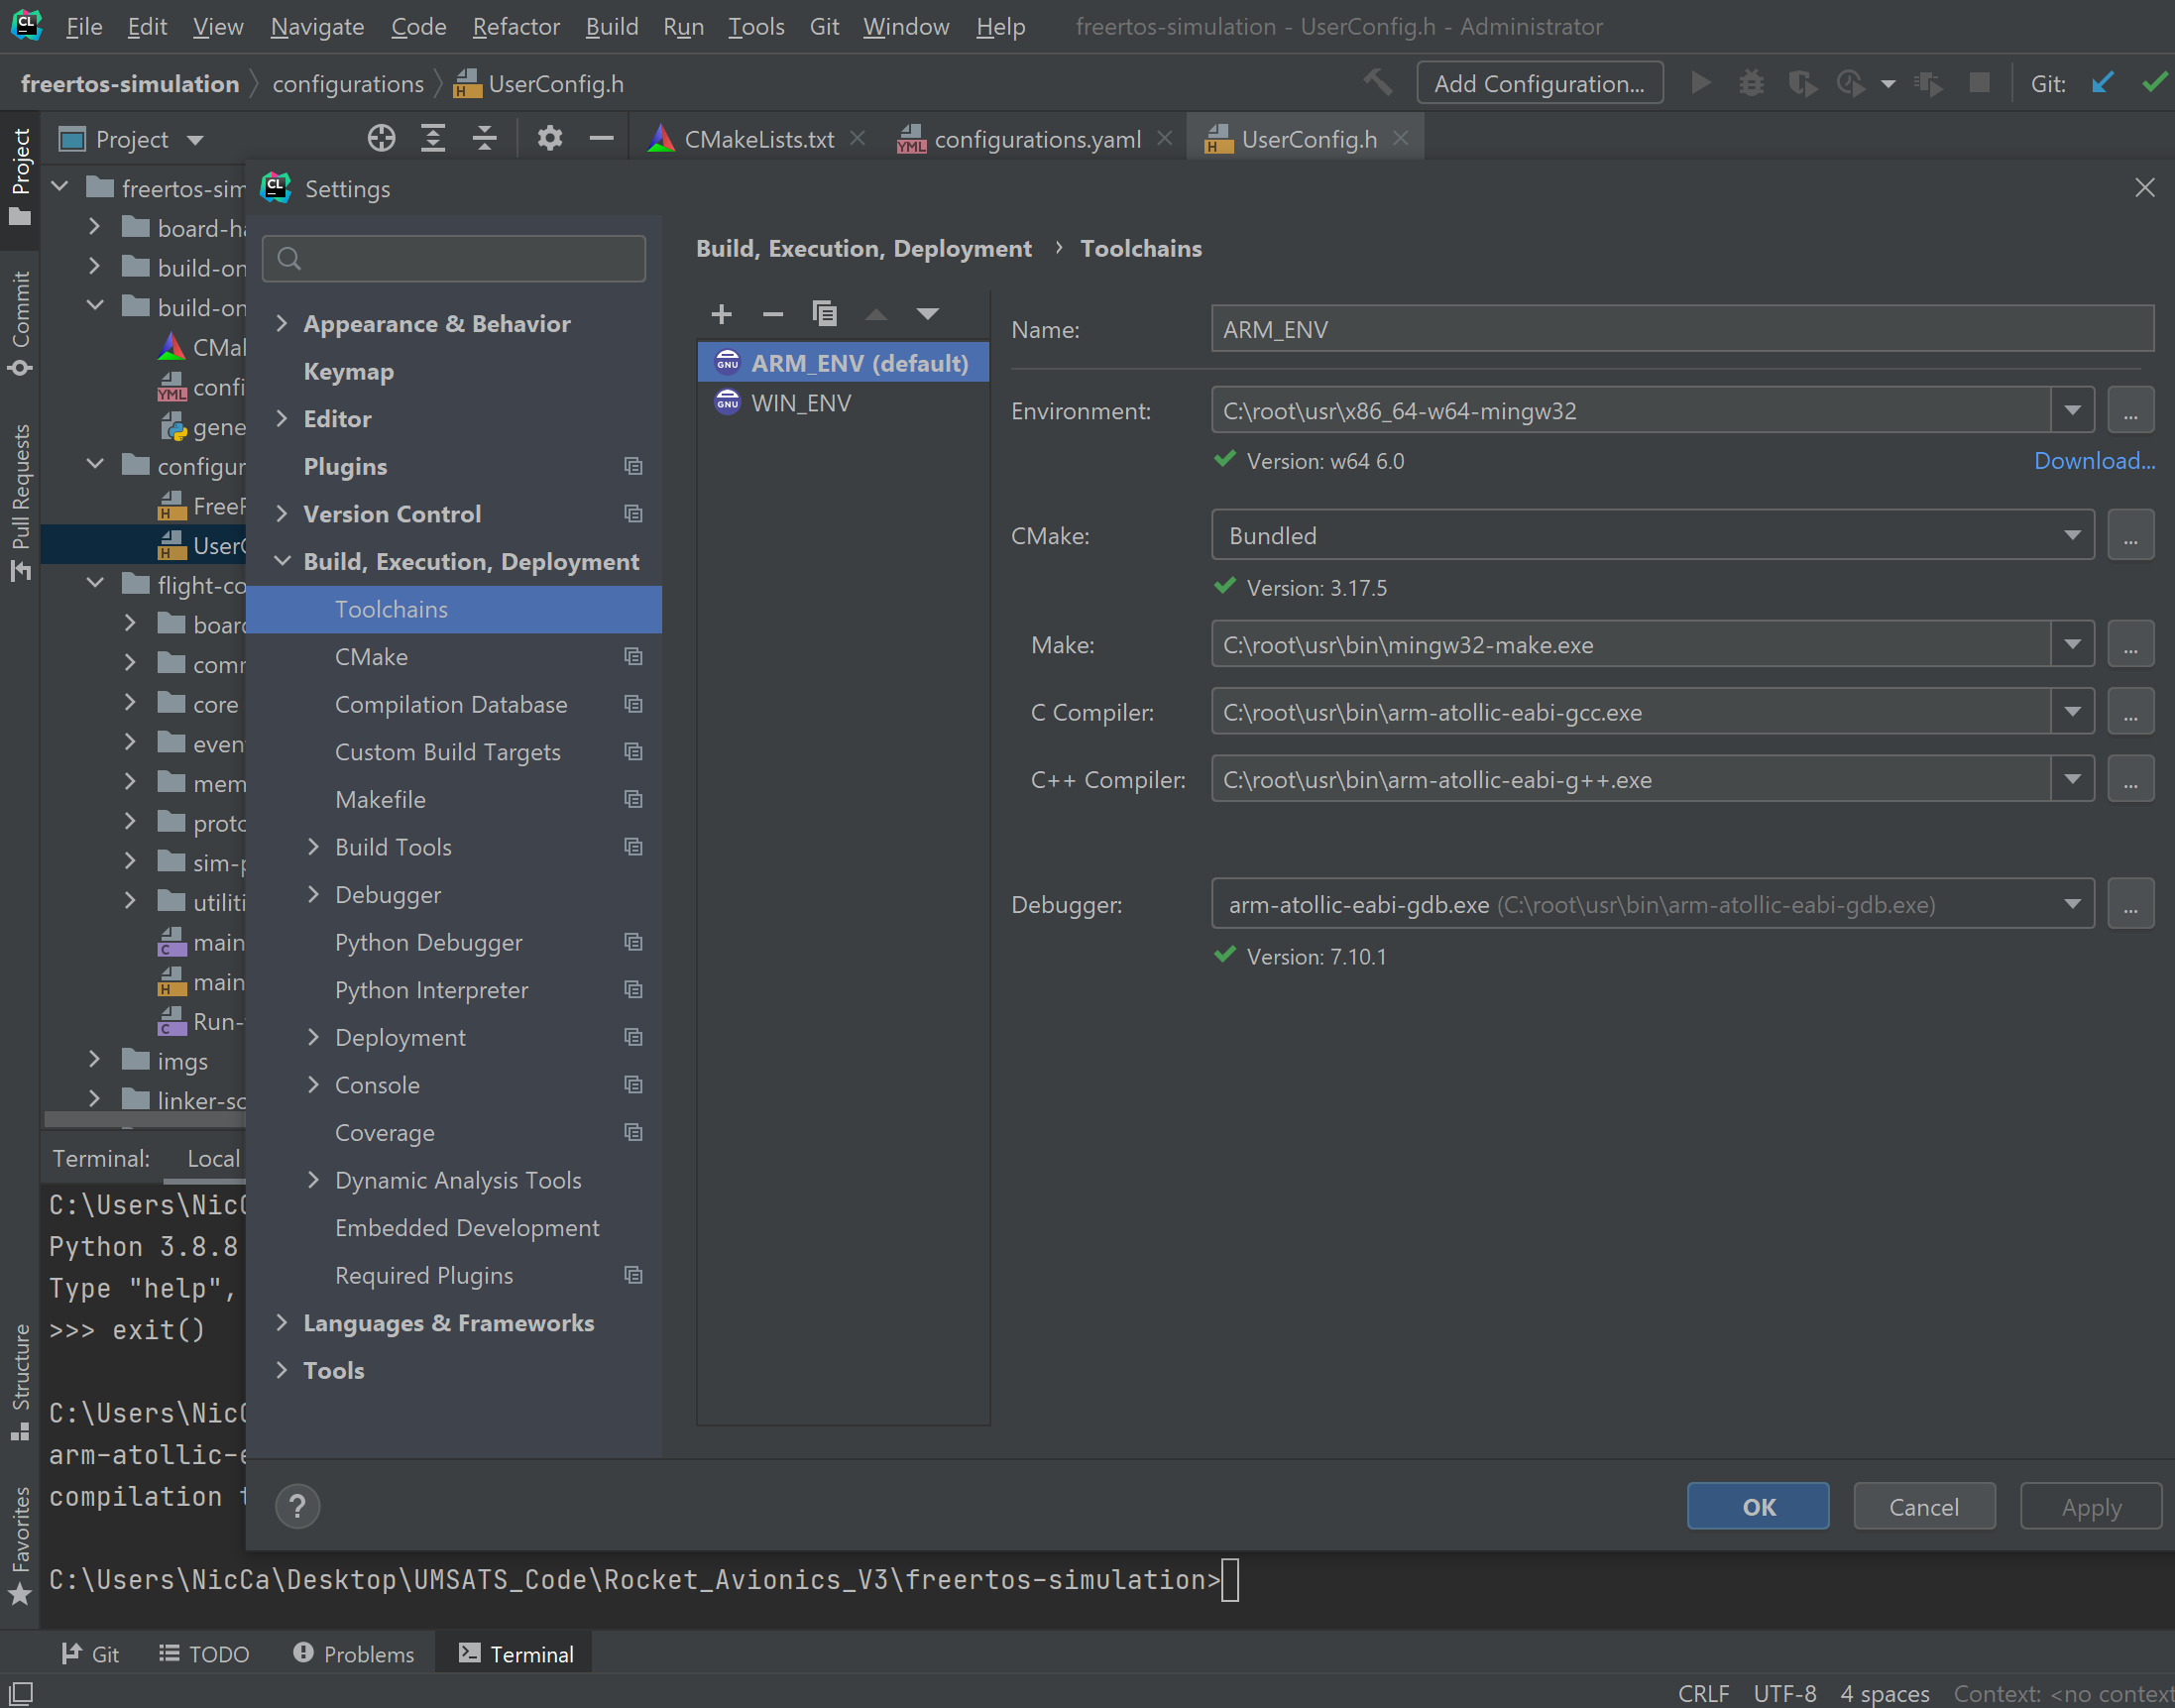 File Edit View Navigate Code Refactor Build Run Tools Git Window Help freertos-simulation - UserConfig.h - Administrator
freertos-simulation configurations UserConfig.h Add Configuration... Git:
Project CMakeLists.txt configurations.yaml UserConfig.h
Project
Commit
Pull Requests
Structure
Favorites
freertos-sim
board-ha
build-on
build-on
CMal
confi
gene
configur
FreeR
UserC
flight-co
board
comm
core
even
mem
proto
sim-p
utiliti
main
main
Run-
imgs
linker-sc
Settings
Appearance & Behavior
Keymap
Editor
Plugins
Version Control
Build, Execution, Deployment
Toolchains
CMake
Compilation Database
Custom Build Targets
Makefile
Build Tools
Debugger
Python Debugger
Python Interpreter
Deployment
Console
Coverage
Dynamic Analysis Tools
Embedded Development
Required Plugins
Languages & Frameworks
Tools
Build, Execution, Deployment › Toolchains
ARM_ENV (default)
WIN_ENV
Name: ARM_ENV
Environment: C:\root\usr\x86_64-w64-mingw32 ...
Version: w64 6.0 Download...
CMake: Bundled ...
Version: 3.17.5
Make: C:\root\usr\bin\mingw32-make.exe ...
C Compiler: C:\root\usr\bin\arm-atollic-eabi-gcc.exe ...
C++ Compiler: C:\root\usr\bin\arm-atollic-eabi-g++.exe ...
Debugger: arm-atollic-eabi-gdb.exe (C:\root\usr\bin\arm-atollic-eabi-gdb.exe) ...
Version: 7.10.1
? OK Cancel Apply
Terminal: Local
C:\Users\NicC
Python 3.8.8
Type "help",
>>> exit()
C:\Users\NicC
arm-atollic-e
compilation t
C:\Users\NicCa\Desktop\UMSATS_Code\Rocket_Avionics_V3\freertos-simulation>
Git TODO Problems Terminal
CRLF UTF-8 4 spaces Context: <no context